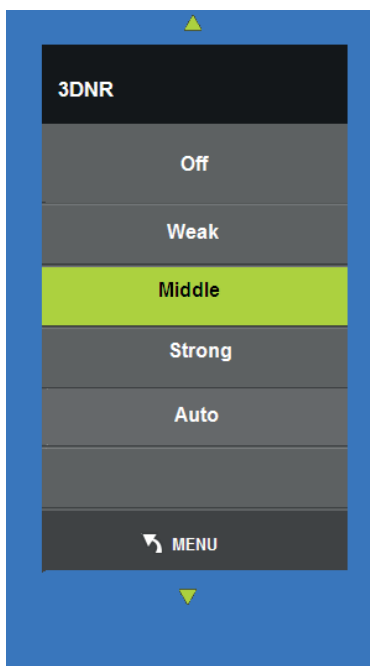 3DNR
Off
Weak
Middle
Strong
Auto
MENU